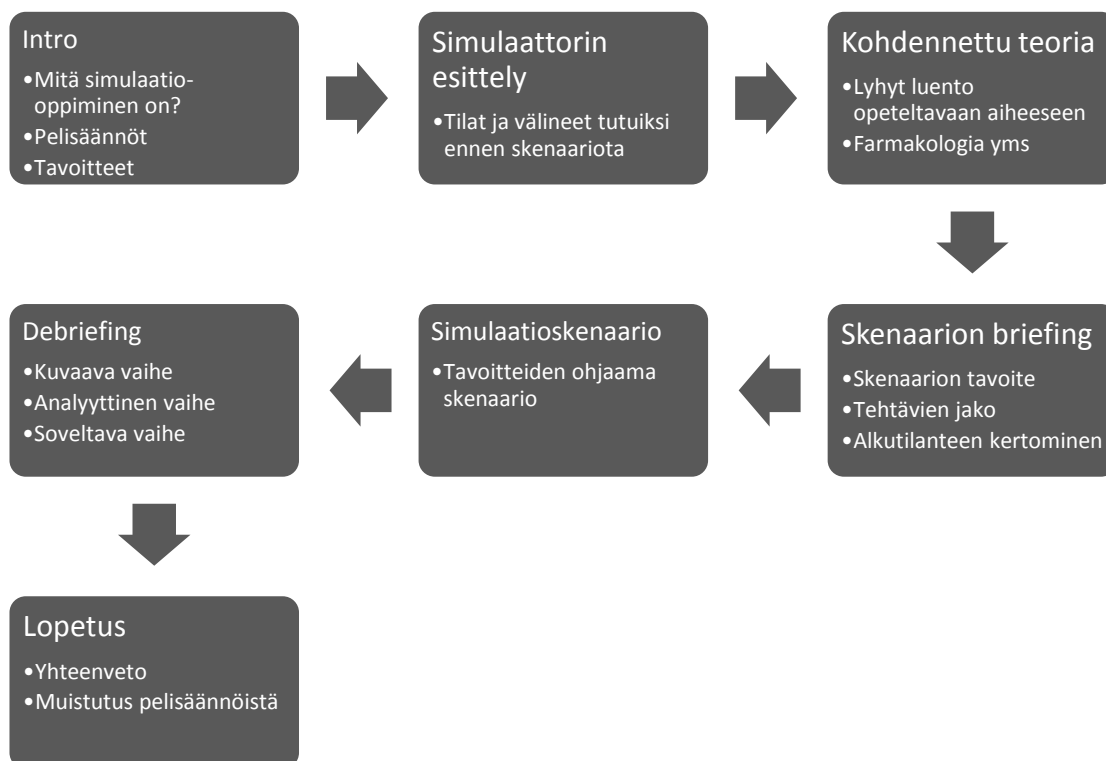 Intro
•Mitä simulaatio-
oppiminen on?
•Pelisäännöt
•Tavoitteet
Simulaattorin
esittely
•Tilat ja välineet tutuiksi
ennen skenaariota
Kohdennettu teoria
•Lyhyt luento
opeteltavaan aiheeseen
•Farmakologia yms
Skenaarion briefing
•Skenaarion tavoite
•Tehtävien jako
•Alkutilanteen kertominen
Simulaatioskenaario
•Tavoitteiden ohjaama
skenaario
Debriefing
•Kuvaava vaihe
•Analyyttinen vaihe
•Soveltava vaihe
Lopetus
•Yhteenveto
•Muistutus pelisäännöistä